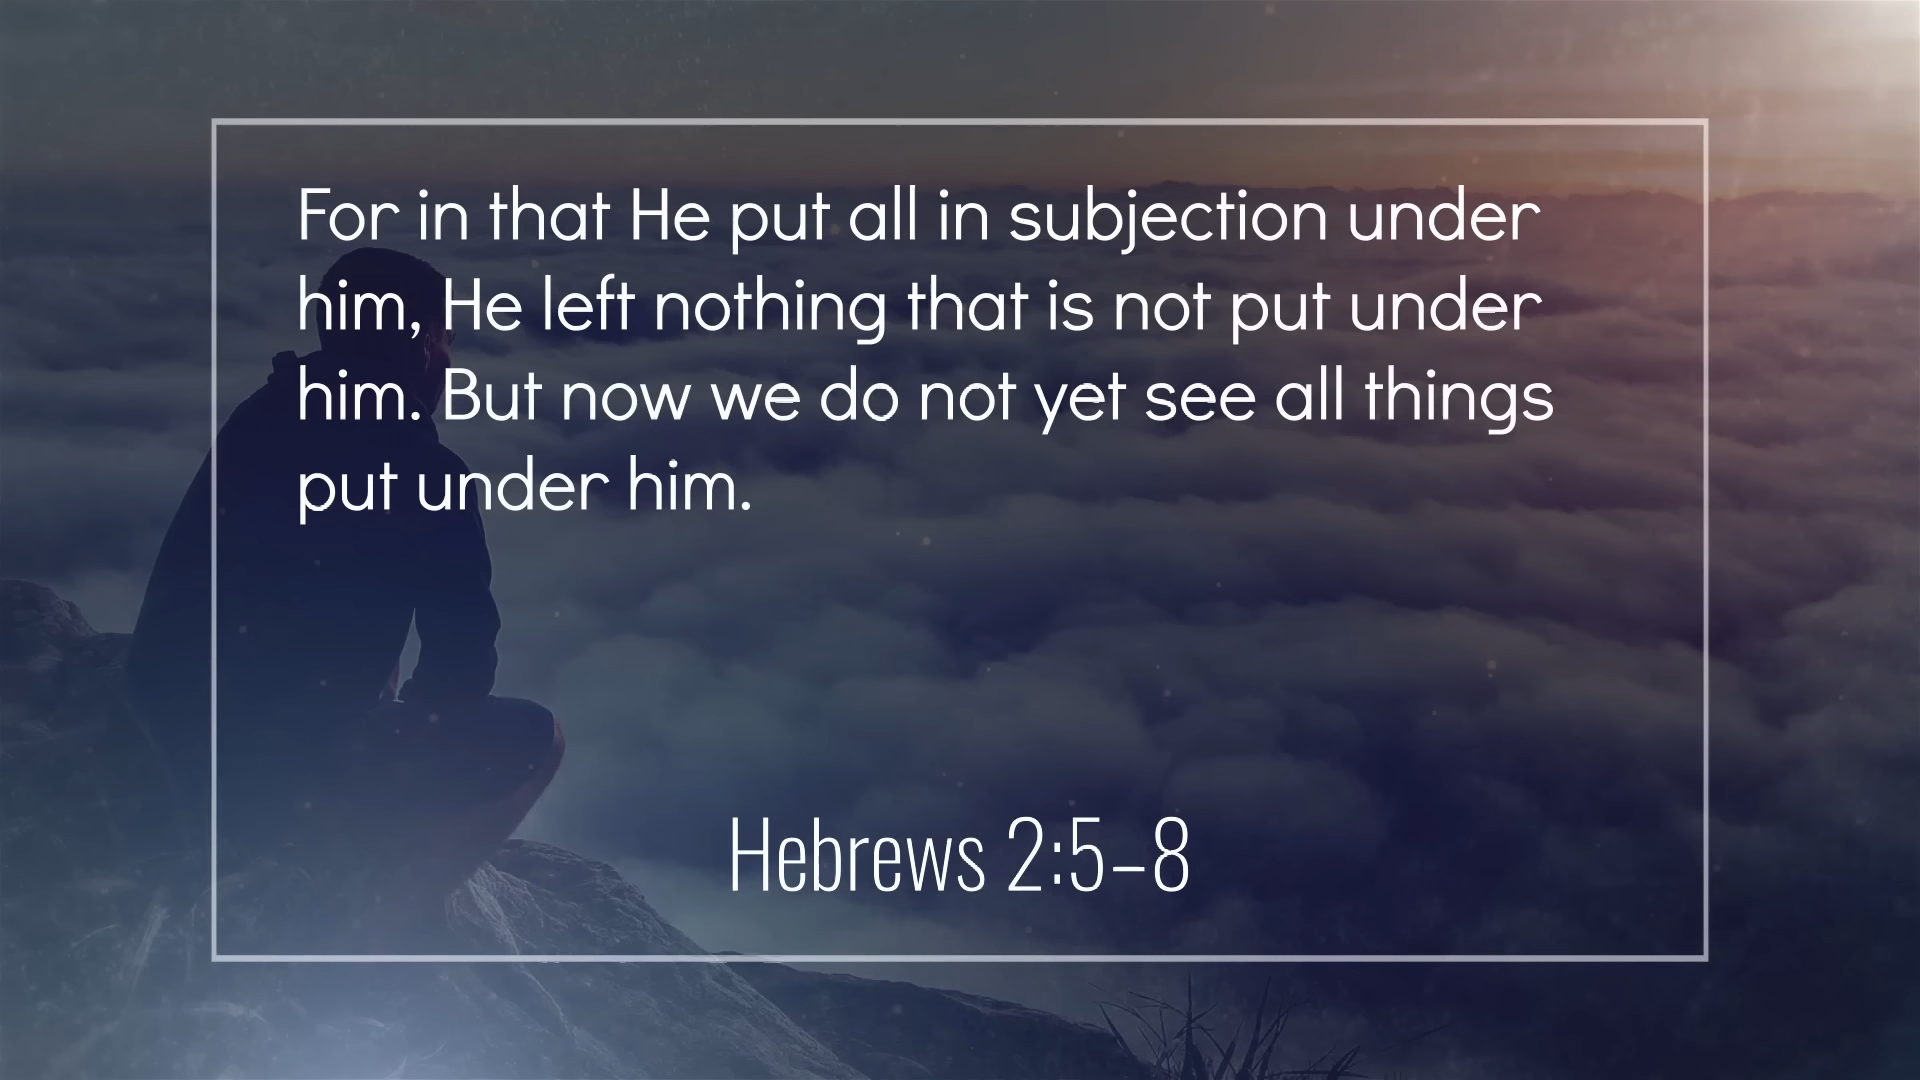 For in that He put all in subjection under
him, He left nothing that is not put under
him. But now we do not yet see all things
put under him.
Hebrews 2:5–8